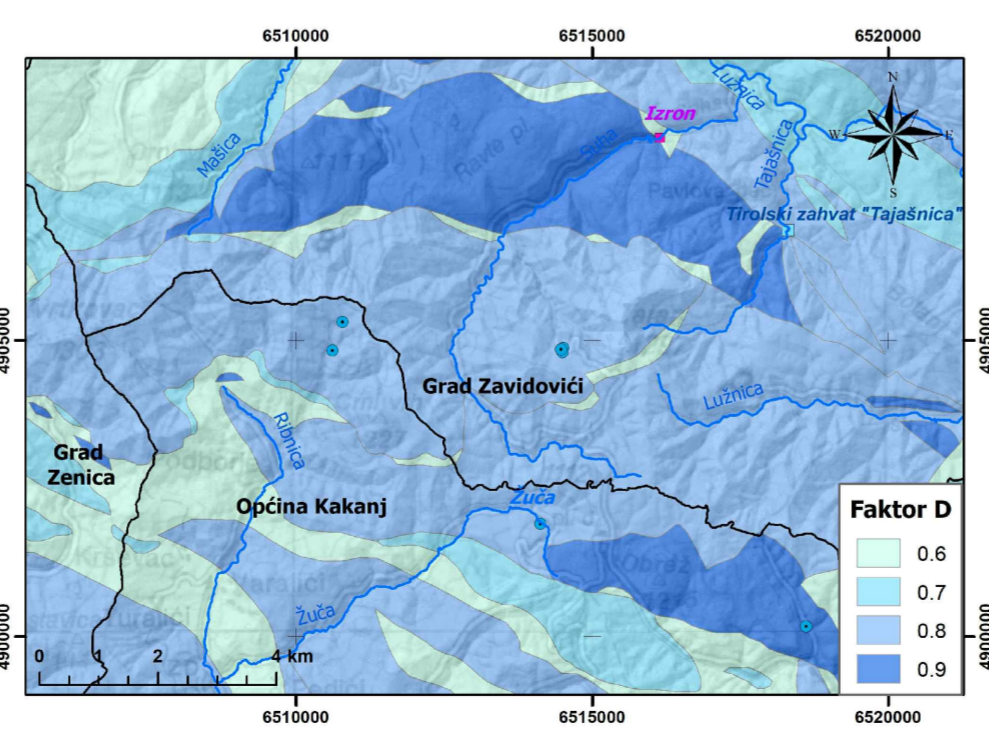 6510000 6515000 6520000
Lužnica
N
Izron
W E
Mašica
Suha
Tajašnica
S
Tirolski zahvat "Tajašnica"
4905000
4905000
Grad Zavidovići
Lužnica
Ribnica
Grad
Zenica
Općina Kakanj
Žuča
Faktor D
0.6
0.7
0.8
0.9
Žuča
4900000
4900000
0 1 2 4 km
6510000 6515000 6520000